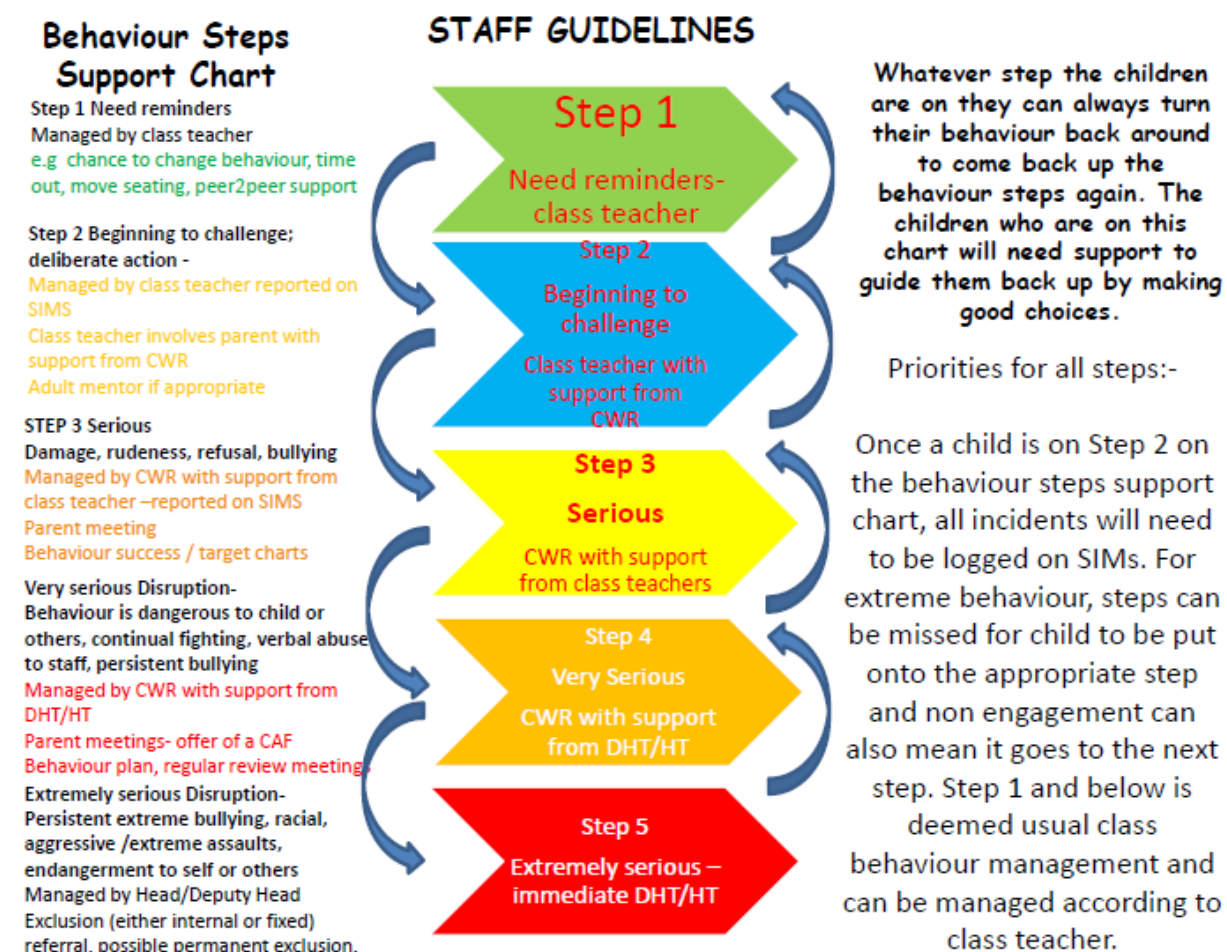 Behaviour Steps
Support Chart
Step 1 Need reminders
Managed by class teacher
e.g chance to change behaviour, time
out, move seating, peer2peer support
Step 2 Beginning to challenge;
deliberate action -
Managed by class teacher reported on
SIMS
Class teacher involves parent with
support from CWR
Adult mentor if appropriate
STEP 3 Serious
Damage, rudeness, refusal, bullying
Managed by CWR with support from
class teacher –reported on SIMS
Parent meeting
Behaviour success / target charts
Very serious Disruption-
Behaviour is dangerous to child or
others, continual fighting, verbal abuse
to staff, persistent bullying
Managed by CWR with support from
DHT/HT
Parent meetings- offer of a CAF
Behaviour plan, regular review meetings
Extremely serious Disruption-
Persistent extreme bullying, racial,
aggressive /extreme assaults,
endangerment to self or others
Managed by Head/Deputy Head
Exclusion (either internal or fixed)
referral, possible permanent exclusion.
STAFF GUIDELINES
Step 1
Need reminders-
class teacher
Step 2
Beginning to
challenge
Class teacher with
support from
CWR
Step 3
Serious
CWR with support
from class teachers
Step 4
Very Serious
CWR with support
from DHT/HT
Step 5
Extremely serious –
immediate DHT/HT
Whatever step the children
are on they can always turn
their behaviour back around
to come back up the
behaviour steps again. The
children who are on this
chart will need support to
guide them back up by making
good choices.
Priorities for all steps:-
Once a child is on Step 2 on
the behaviour steps support
chart, all incidents will need
to be logged on SIMs. For
extreme behaviour, steps can
be missed for child to be put
onto the appropriate step
and non engagement can
also mean it goes to the next
step. Step 1 and below is
deemed usual class
behaviour management and
can be managed according to
class teacher.